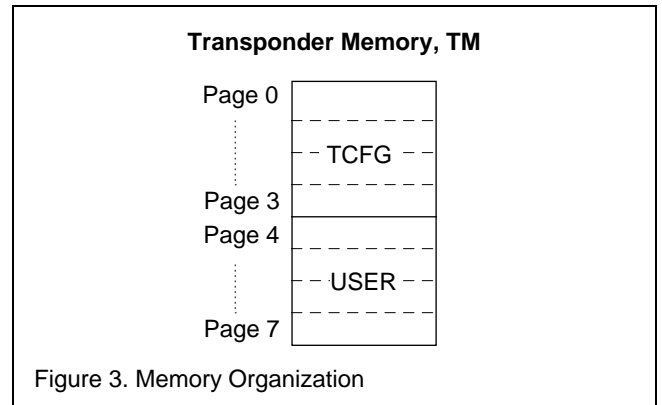 Transponder Memory, TM
Page 0
TCFG
Page 3
Page 4
USER
Page 7
Figure 3. Memory Organization